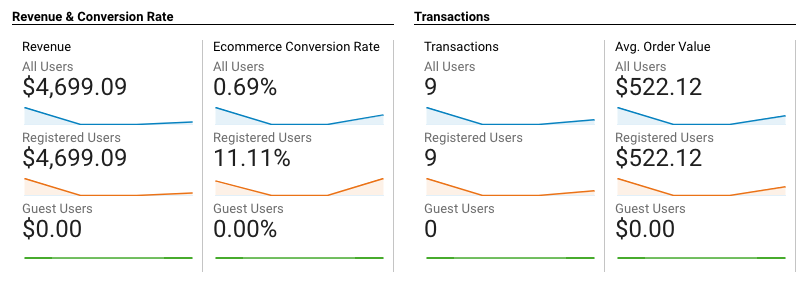 Revenue & Conversion Rate
Revenue
All Users
$4,699.09
Registered Users
$4,699.09
Guest Users
$0.00
Ecommerce Conversion Rate
All Users
0.69%
Registered Users
11.11%
Guest Users
0.00%
Transactions
Transactions
All Users
9
Registered Users
9
Guest Users
0
Avg. Order Value
All Users
$522.12
Registered Users
$522.12
Guest Users
$0.00